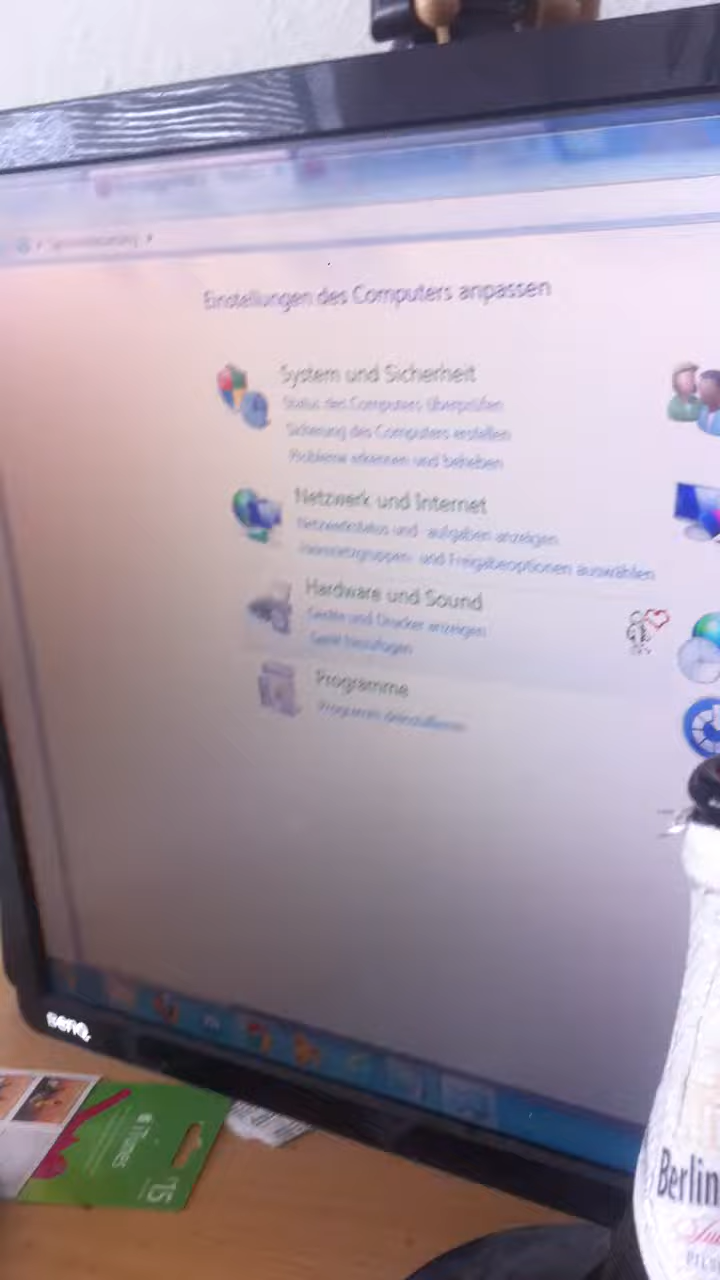 Einstellungen des Computers anpassen
System und Sicherheit
Status des Computers überprüfen
Sicherung des Computers erstellen
Probleme erkennen und beheben
Netzwerk und Internet
Netzwerkstatus und -aufgaben anzeigen
Heimnetzgruppen- und Freigabeoptionen auswählen
Hardware und Sound
Geräte und Drucker anzeigen
Gerät hinzufügen
Programme
Programm deinstallieren
BenQ
iTunes
15
Berlin